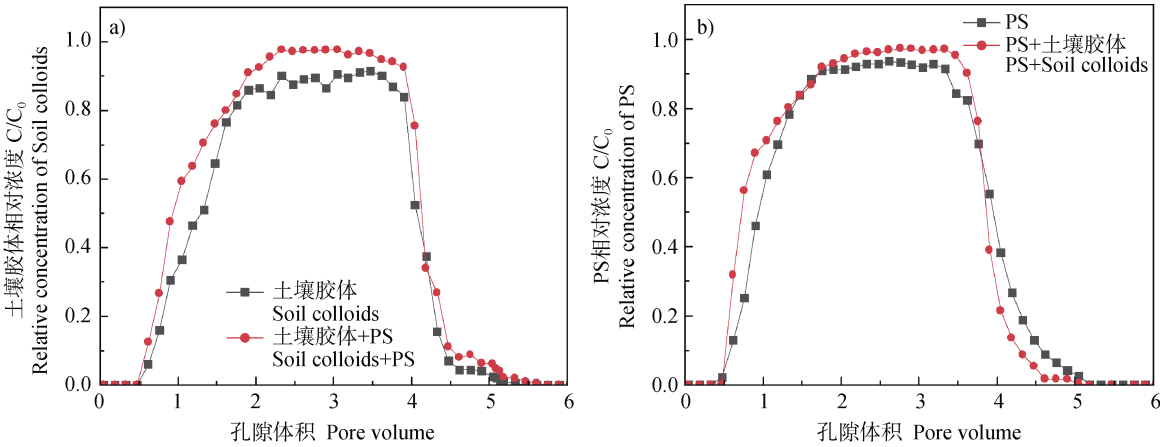 a)
土壤胶体相对浓度 C/C₀
Relative concentration of Soil colloids
1.0
0.8
0.6
0.4
0.2
0.0
土壤胶体
Soil colloids
土壤胶体+PS
Soil colloids+PS
0 1 2 3 4 5 6
孔隙体积 Pore volume
b)
PS相对浓度 C/C₀
Relative concentration of PS
1.0
0.8
0.6
0.4
0.2
0.0
PS
PS+土壤胶体
PS+Soil colloids
0 1 2 3 4 5 6
孔隙体积 Pore volume